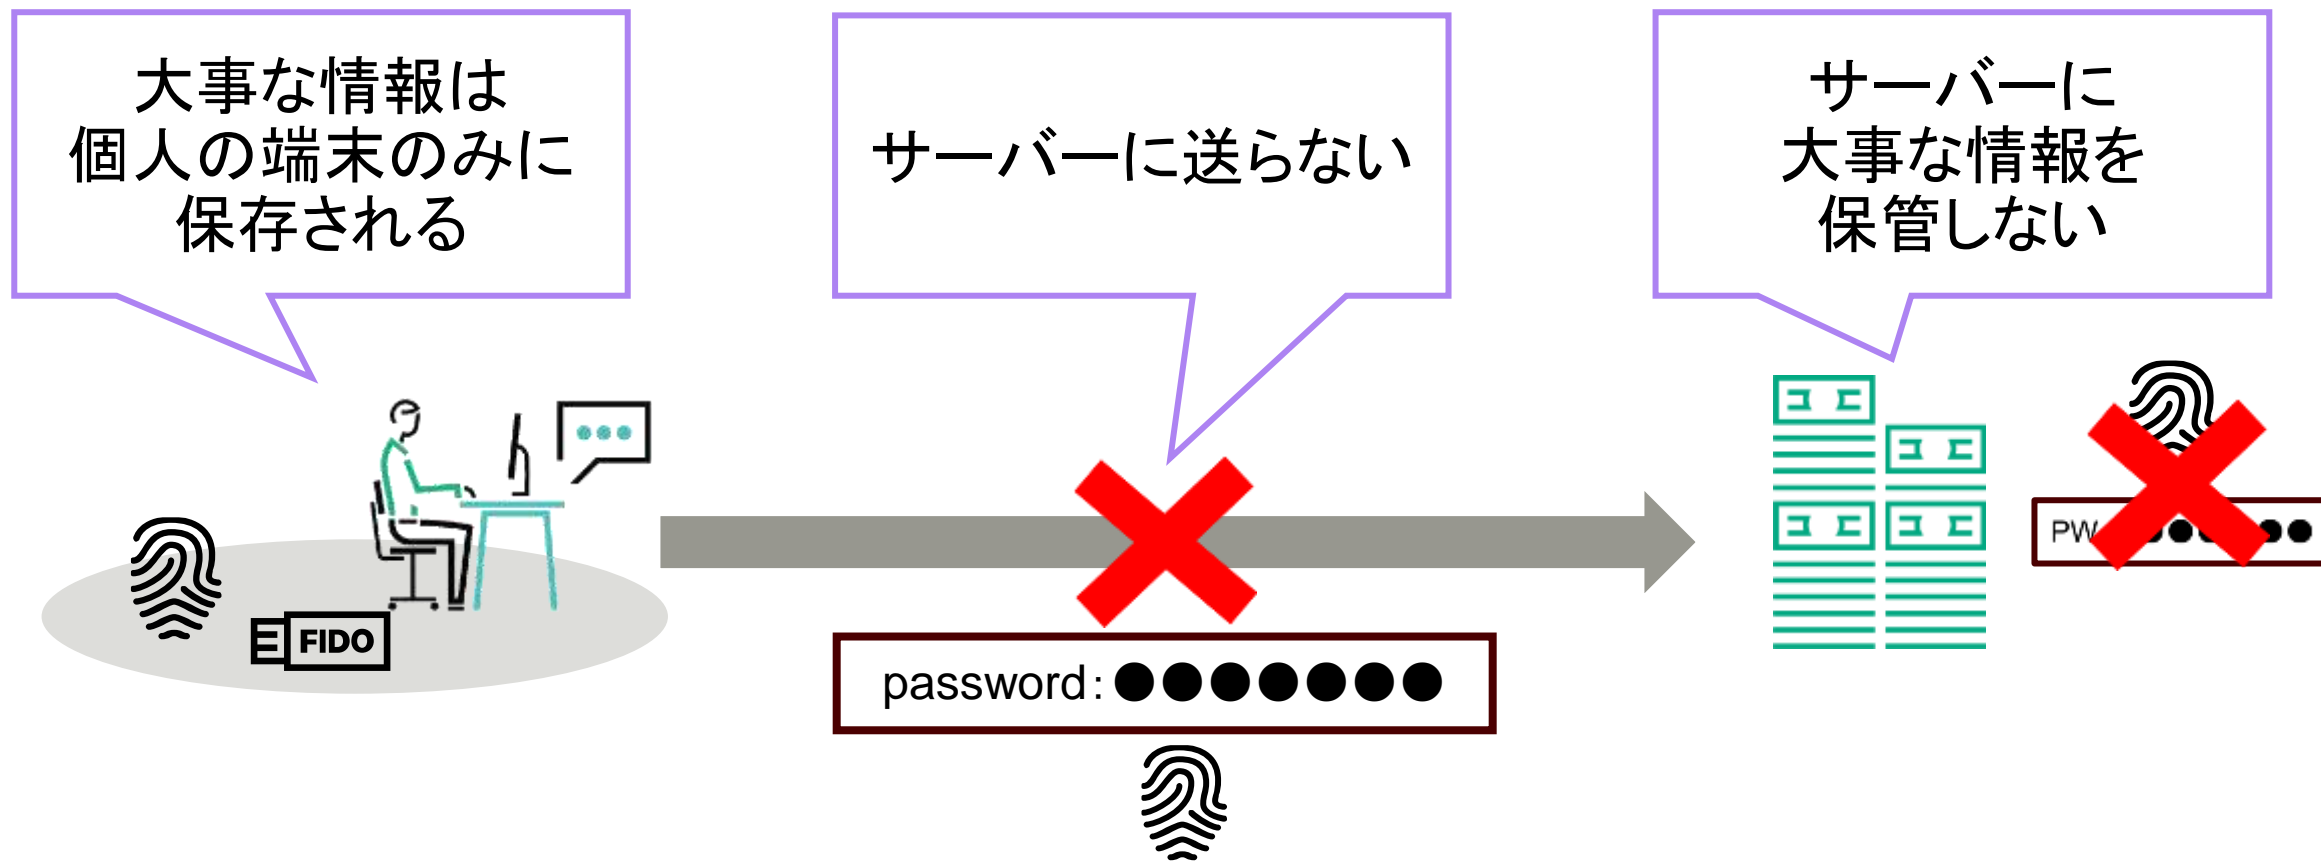 大事な情報は
個人の端末のみに
保存される
サーバーに送らない
サーバーに
大事な情報を
保管しない
FIDO
password:●●●●●●●
PW